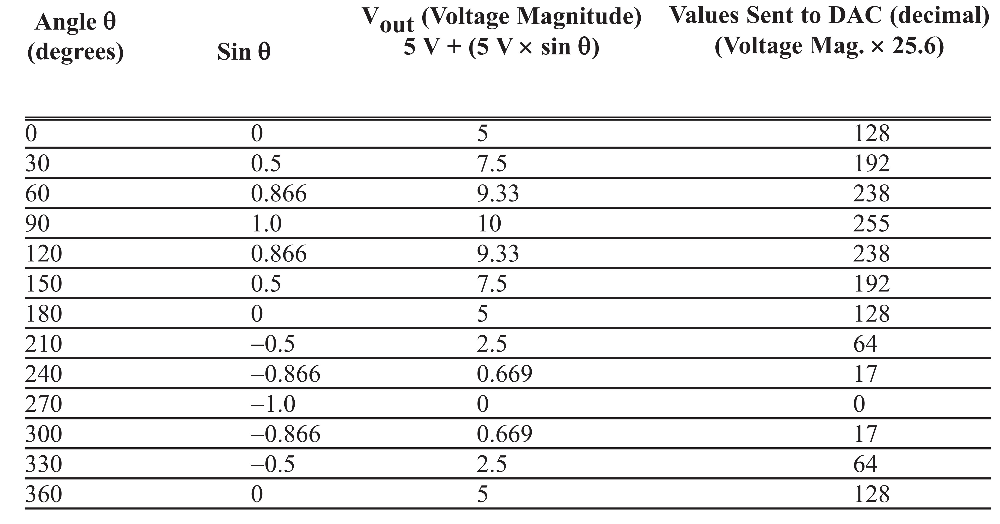 Angle θ (degrees) Sin θ Vout (Voltage Magnitude) 5 V + (5 V × sin θ) Values Sent to DAC (decimal) (Voltage Mag. × 25.6)
0 0 5 128
30 0.5 7.5 192
60 0.866 9.33 238
90 1.0 10 255
120 0.866 9.33 238
150 0.5 7.5 192
180 0 5 128
210 –0.5 2.5 64
240 –0.866 0.669 17
270 –1.0 0 0
300 –0.866 0.669 17
330 –0.5 2.5 64
360 0 5 128